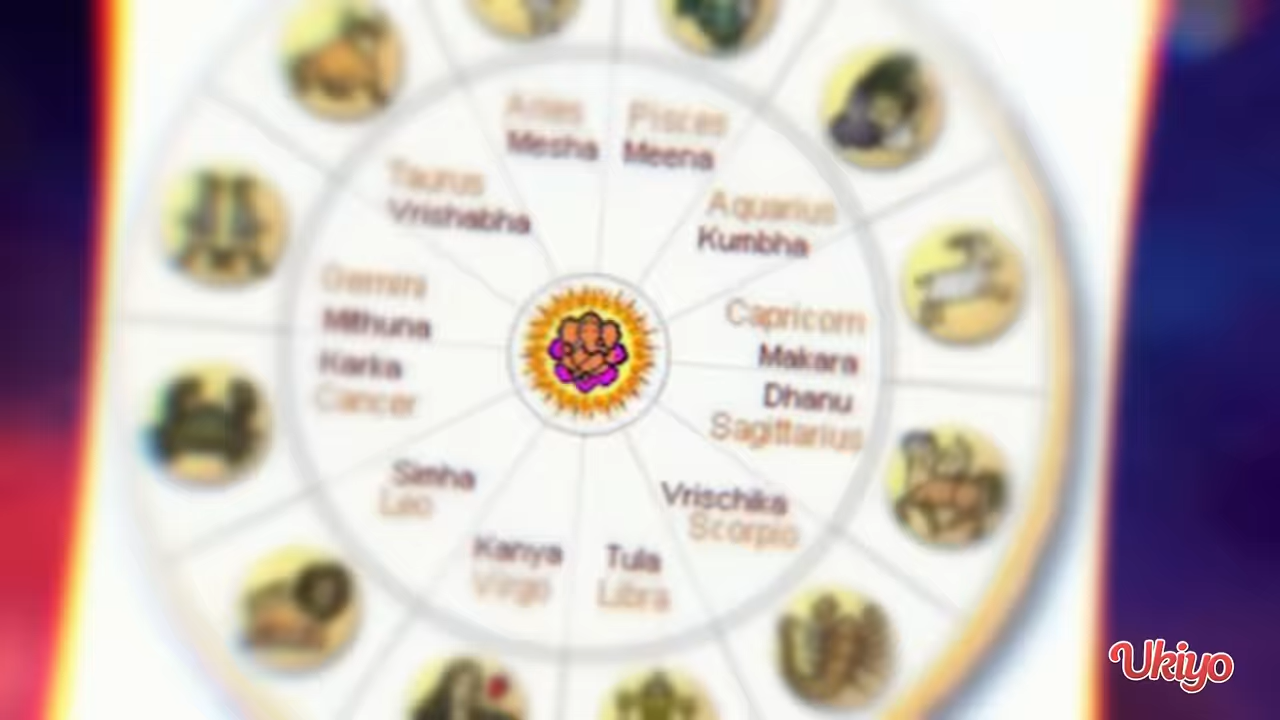 Aries
Mesha
Pisces
Meena
Taurus
Vrishabha
Aquarius
Kumbha
Gemini
Mithuna
Capricorn
Makara
Karka
Cancer
Dhanu
Sagittarius
Simha
Leo
Vrischika
Scorpio
Kanya
Virgo
Tula
Libra
Ukiyo